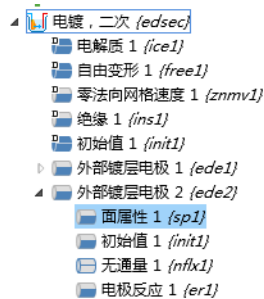 电镀，二次 {edsec}
电解质 1 {ice1}
自由变形 1 {free1}
零法向网格速度 1 {znmv1}
绝缘 1 {ins1}
初始值 1 {init1}
外部镀层电极 1 {ede1}
外部镀层电极 2 {ede2}
面属性 1 {sp1}
初始值 1 {init1}
无通量 1 {nflx1}
电极反应 1 {er1}